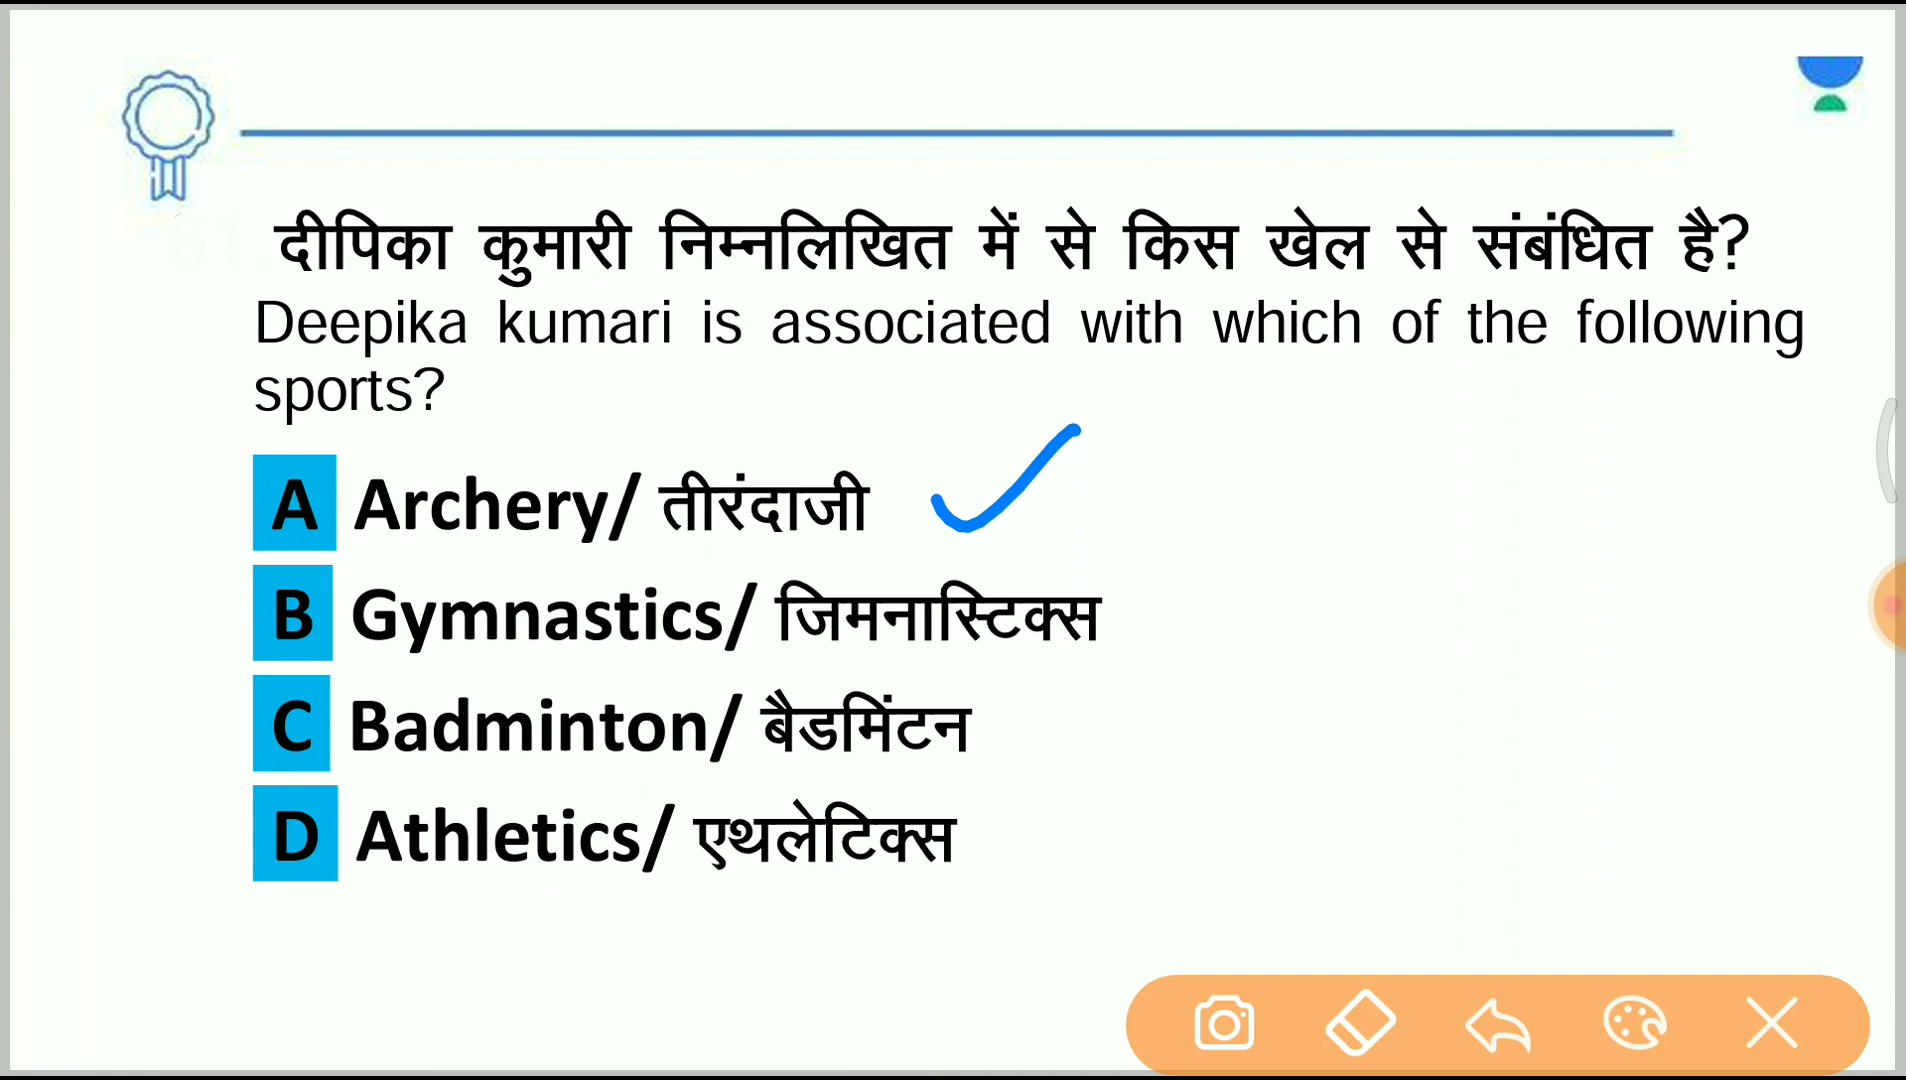 दीपिका कुमारी निम्नलिखित में से किस खेल से संबंधित है?
Deepika kumari is associated with which of the following
sports?
A Archery/ तीरंदाजी
B Gymnastics/ जिमनास्टिक्स
C Badminton/ बैडमिंटन
D Athletics/ एथलेटिक्स